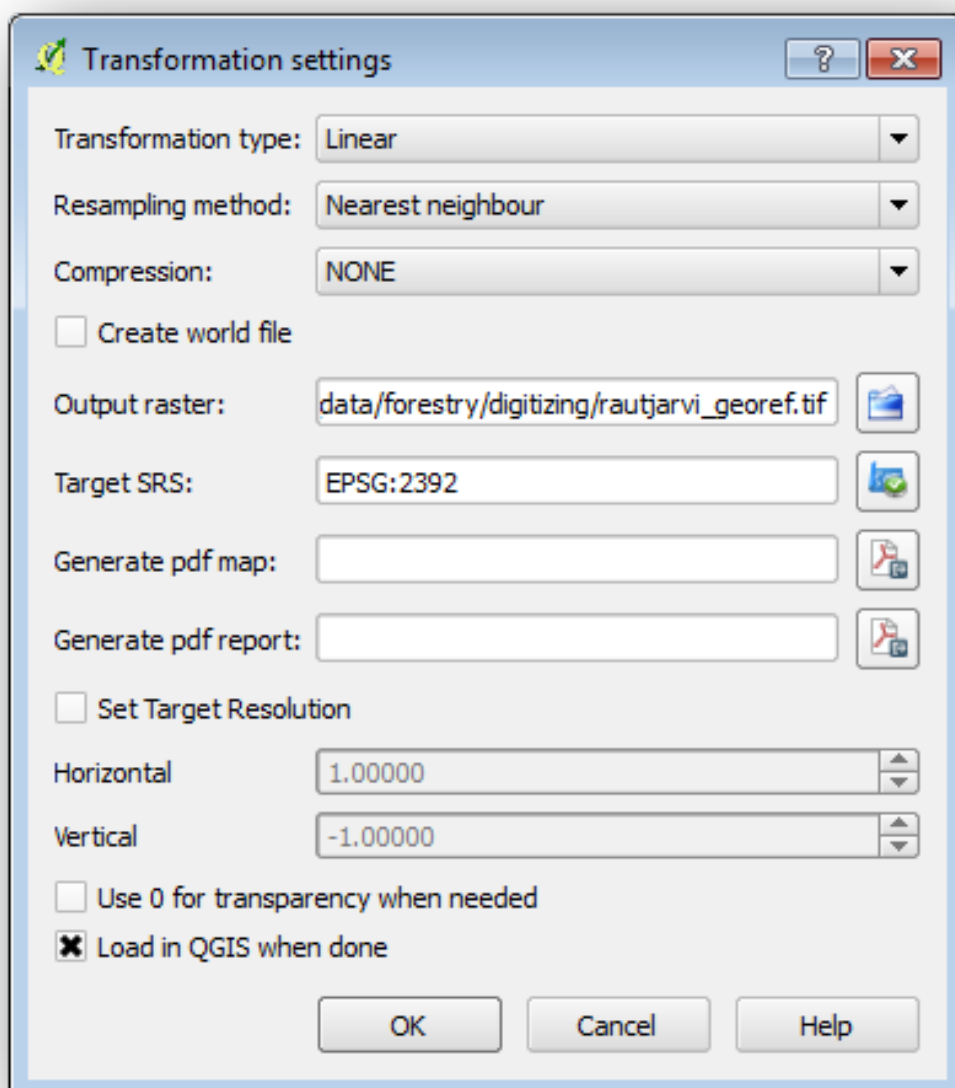 Transformation settings
Transformation type: Linear
Resampling method: Nearest neighbour
Compression: NONE
Create world file
Output raster: data/forestry/digitizing/rautjarvi_georef.tif
Target SRS: EPSG:2392
Generate pdf map:
Generate pdf report:
Set Target Resolution
Horizontal 1.00000
Vertical -1.00000
Use 0 for transparency when needed
Load in QGIS when done
OK Cancel Help